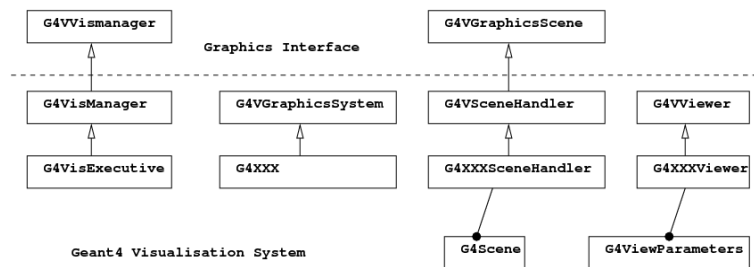 G4VVismanager
G4VGraphicsScene
Graphics Interface
G4VisManager
G4VGraphicsSystem
G4VSceneHandler
G4VViewer
G4VisExecutive
G4XXX
G4XXXSceneHandler
G4XXXViewer
Geant4 Visualisation System
G4Scene
G4ViewParameters